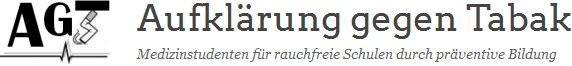 AGT
Aufklärung gegen Tabak
Medizinstudenten für rauchfreie Schulen durch präventive Bildung